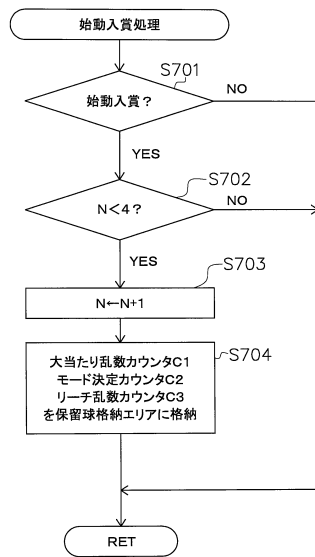 始動入賞処理
S701
始動入賞?
NO
YES
S702
N<4?
NO
YES
S703
N←N+1
S704
大当たり乱数カウンタC1
モード決定カウンタC2
リーチ乱数カウンタC3
を保留球格納エリアに格納
RET